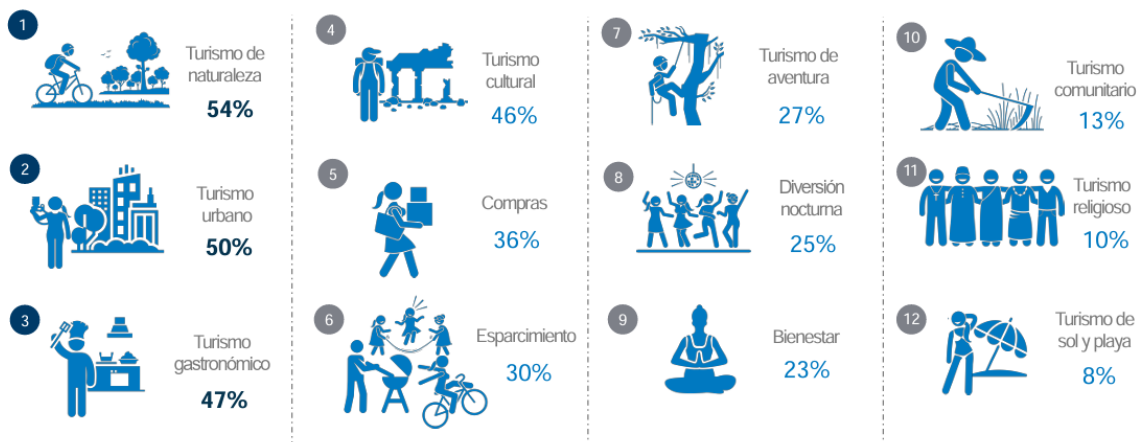 1
Turismo de
naturaleza
54%
2
Turismo
urbano
50%
3
Turismo
gastronómico
47%
4
Turismo
cultural
46%
5
Compras
36%
6
Esparcimiento
30%
7
Turismo de
aventura
27%
8
Diversión
nocturna
25%
9
Bienestar
23%
10
Turismo
comunitario
13%
11
Turismo
religioso
10%
12
Turismo de
sol y playa
8%